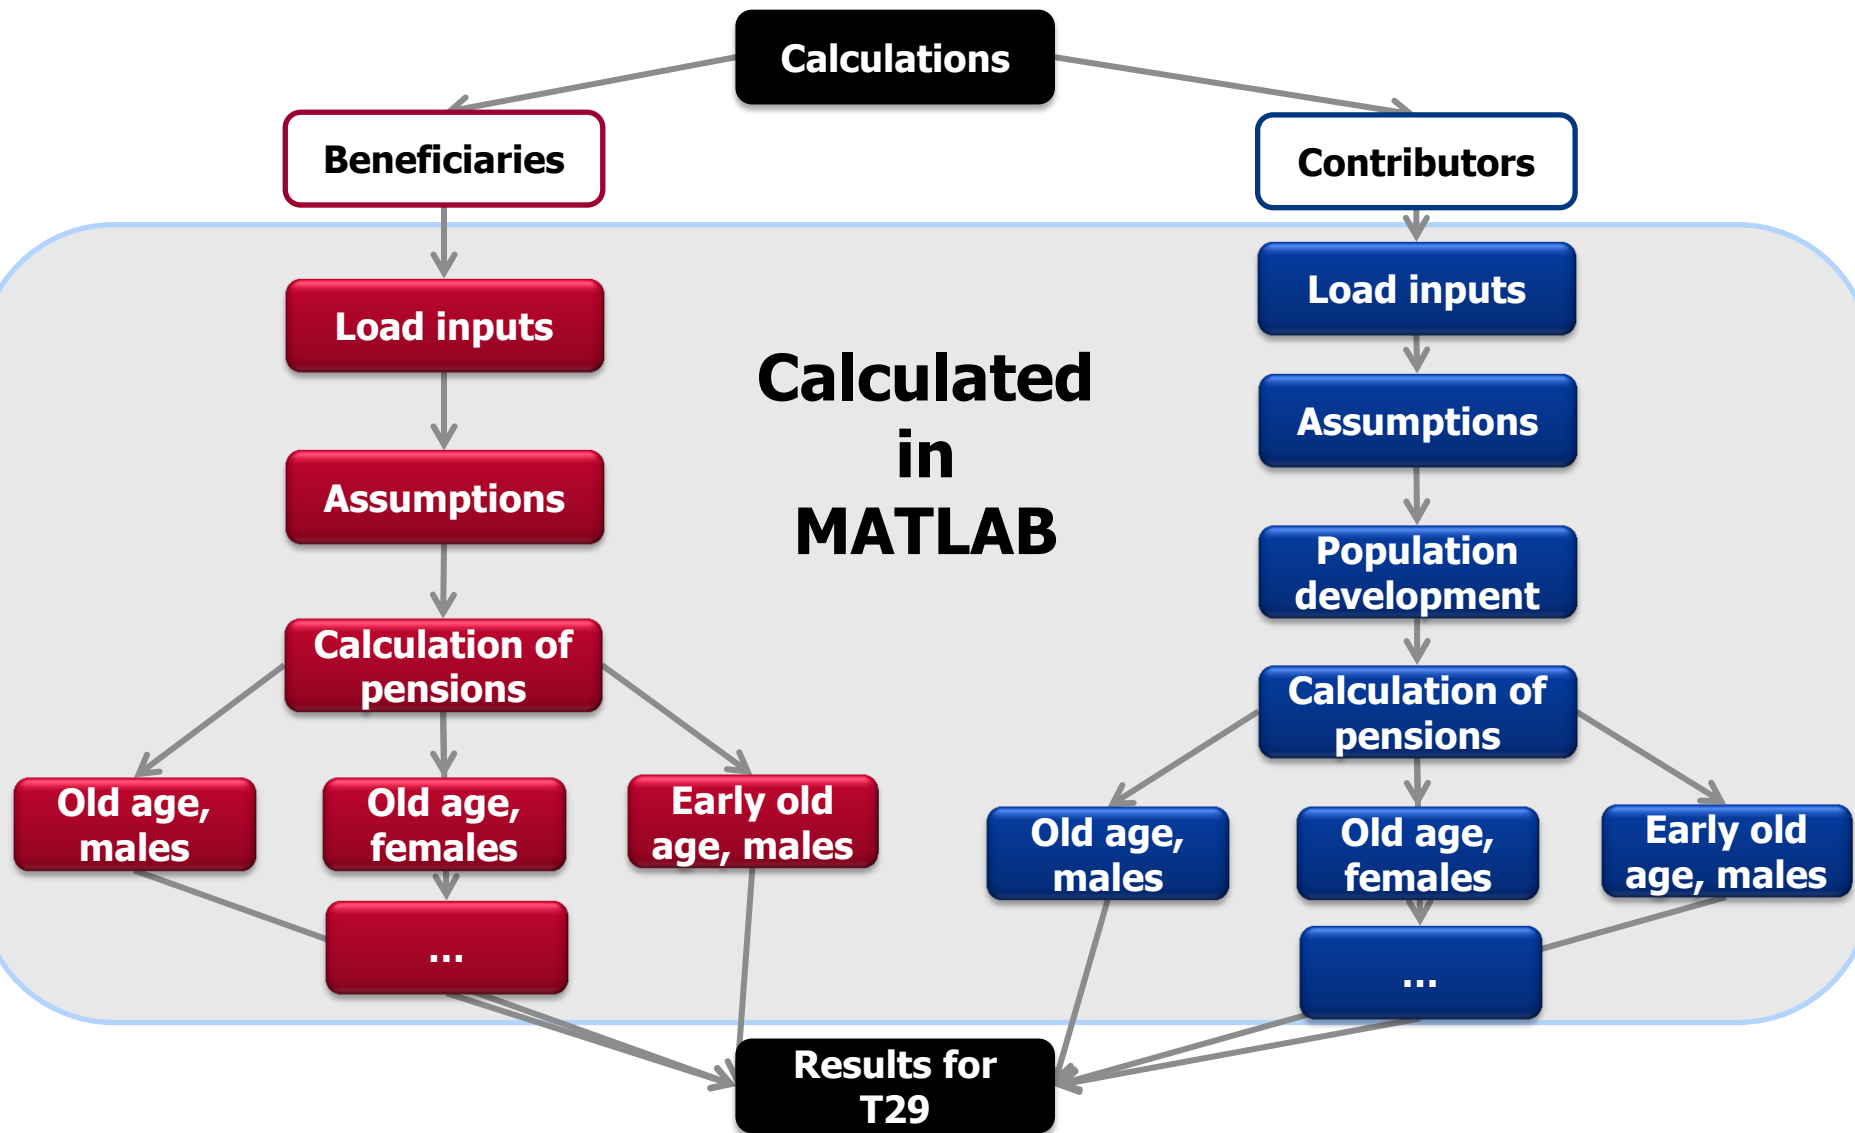 Calculations
Beneficiaries
Contributors
Load inputs
Assumptions
Calculation of
pensions
Old age,
males
Old age,
females
Early old
age, males
...
Calculated
in
MATLAB
Load inputs
Assumptions
Population
development
Calculation of
pensions
Old age,
males
Old age,
females
Early old
age, males
...
Results for
T29